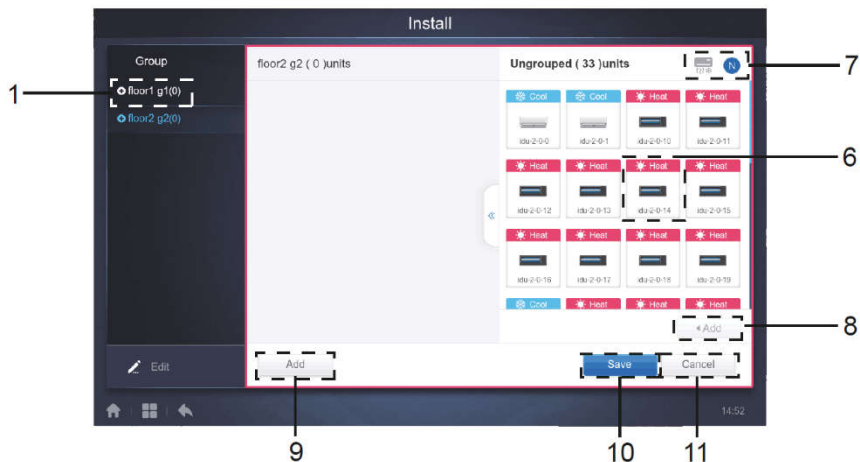 Install
Group
floor1 g1(0)
floor2 g2(0)
floor2 g2 ( 0 )units
Ungrouped ( 33 )units
N
Cool Cool Heat Heat
idu-2-0-0 idu-2-0-1 idu-2-0-10 idu-2-0-11
Heat Heat Heat Heat
idu-2-0-12 idu-2-0-13 idu-2-0-14 idu-2-0-15
Heat Heat Heat Heat
idu-2-0-16 idu-2-0-17 idu-2-0-18 idu-2-0-19
Cool Heat Heat Heat
Add
Edit
Add
Save
Cancel
14:52
1
7
6
8
9
10
11